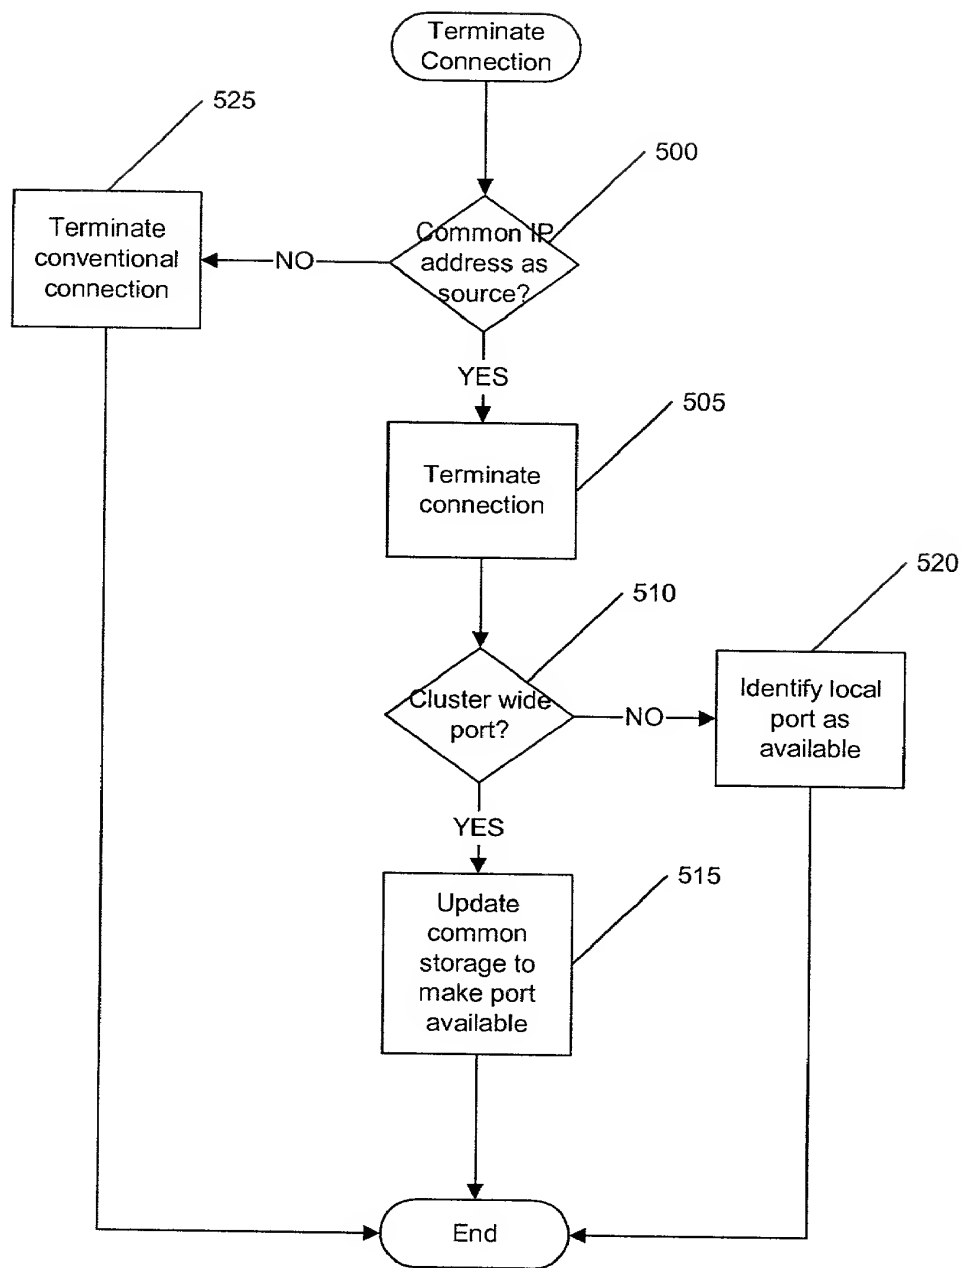 Terminate
Connection
525
500
Terminate
conventional
connection
NO
Common IP
address as
source?
YES
505
Terminate
connection
520
510
Cluster wide
port?
NO
Identify local
port as
available
YES
515
Update
common
storage to
make port
available
End